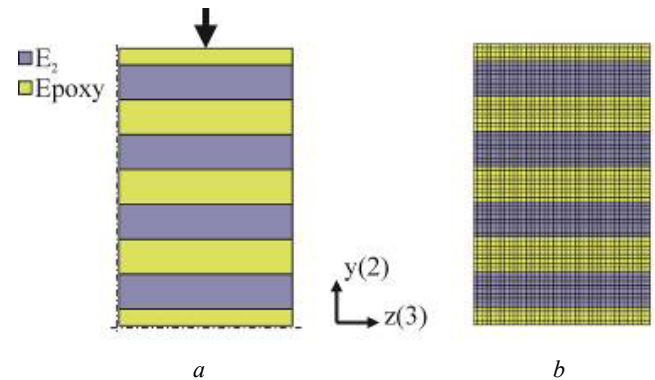 E₂
Epoxy
y(2)
z(3)
a
b